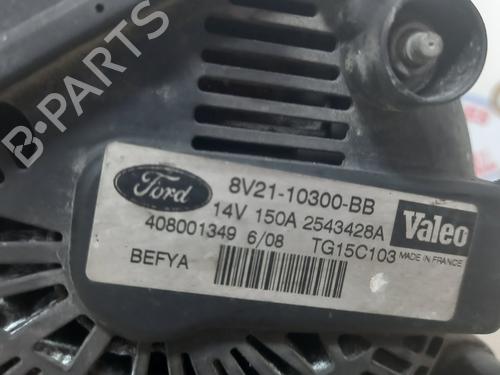 Ford
8V21-10300-BB
14V 150A 2543428A
Valeo
408001349 6/08 TG15C103
MADE IN FRANCE
BEFYA
B-PARTS